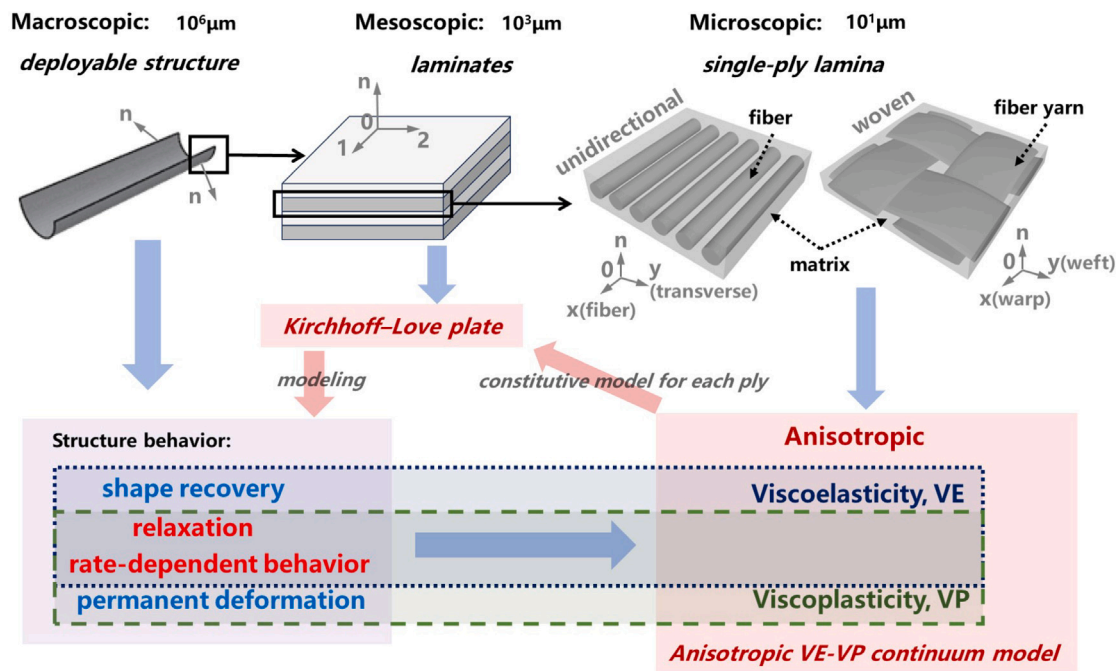 Macroscopic: 10⁶μm
deployable structure
Mesoscopic: 10³μm
laminates
Microscopic: 10¹μm
single-ply lamina
n
n
n
0
1
2
unidirectional
fiber
woven
fiber yarn
matrix
n
0
y
(transverse)
x(fiber)
n
0
y(weft)
x(warp)
Kirchhoff–Love plate
modeling
constitutive model for each ply
Structure behavior:
shape recovery
relaxation
rate-dependent behavior
permanent deformation
Anisotropic
Viscoelasticity, VE
Viscoplasticity, VP
Anisotropic VE-VP continuum model